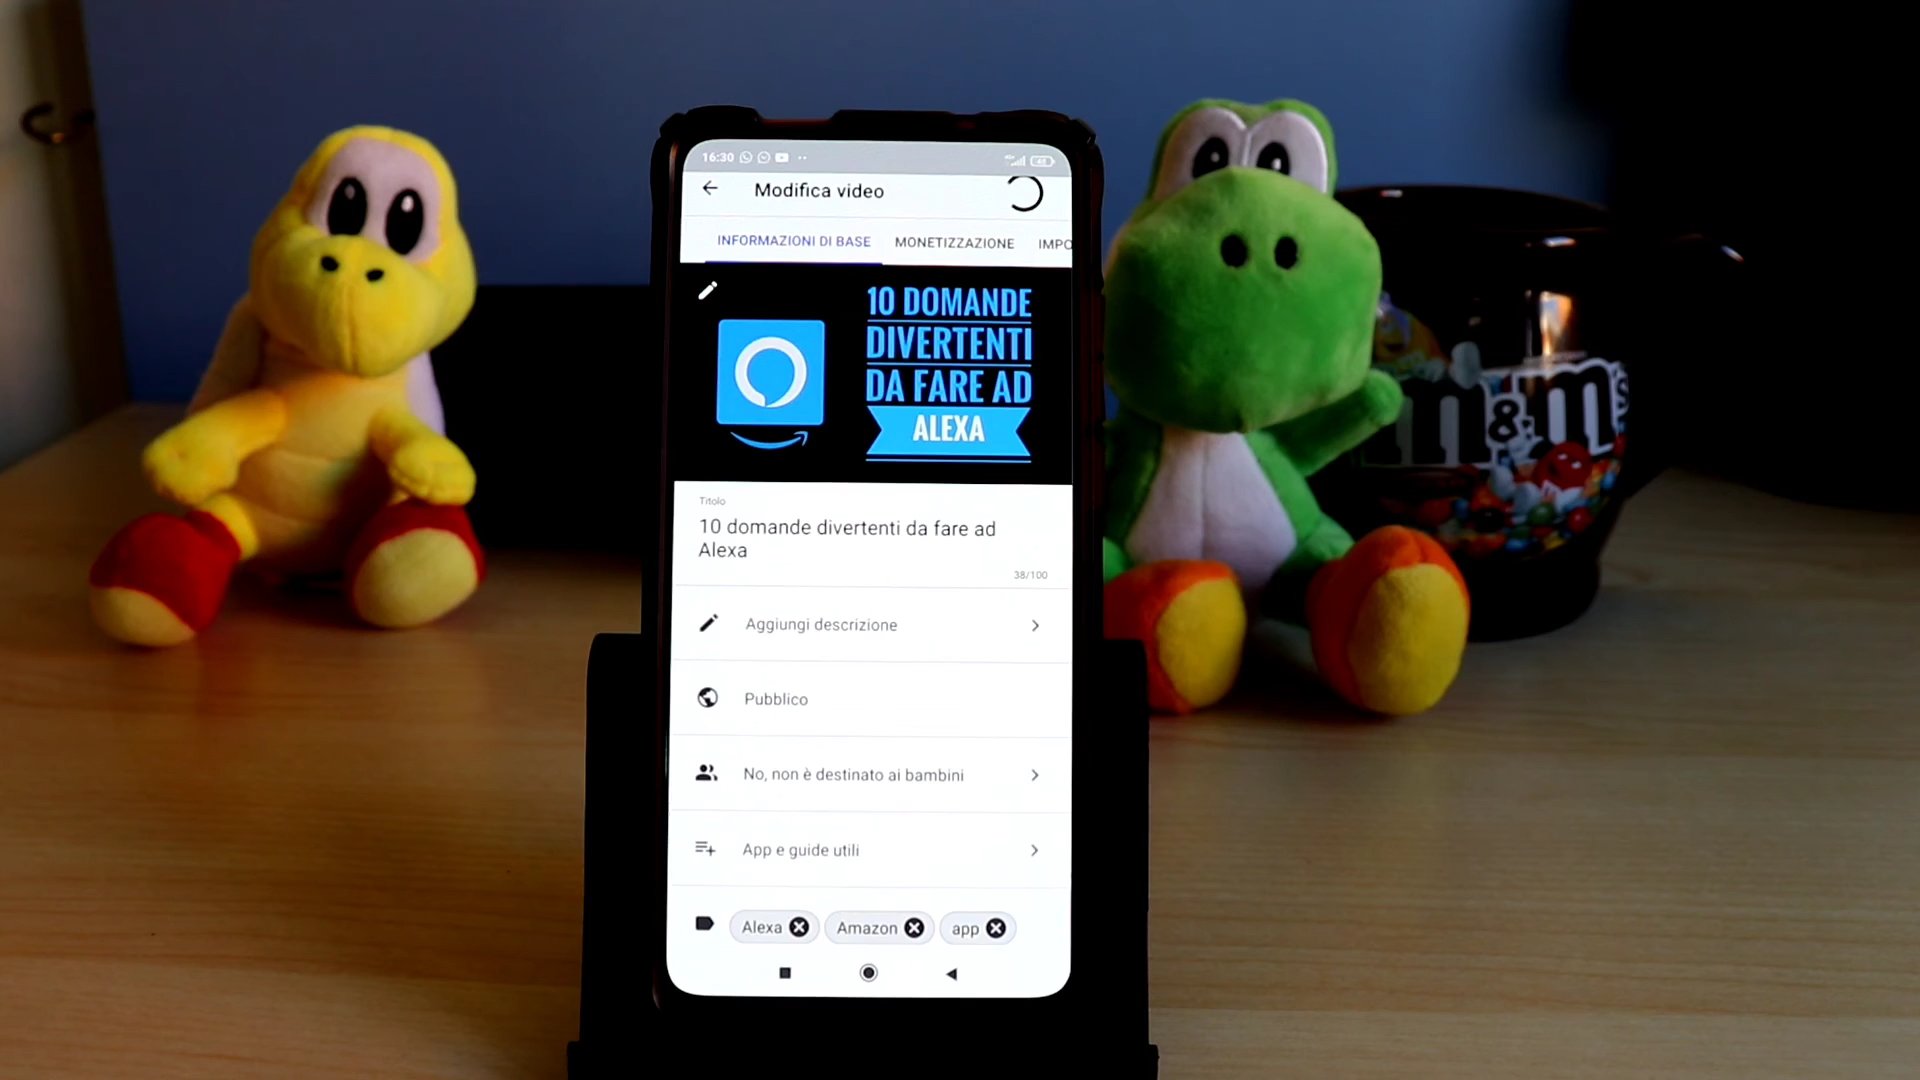 16:30
48
Modifica video
INFORMAZIONI DI BASE MONETIZZAZIONE IMPO
10 DOMANDE
DIVERTENTI
DA FARE AD
ALEXA
Titolo
10 domande divertenti da fare ad
Alexa
38/100
Aggiungi descrizione
Pubblico
No, non è destinato ai bambini
App e guide utili
Alexa Amazon app
m&m's